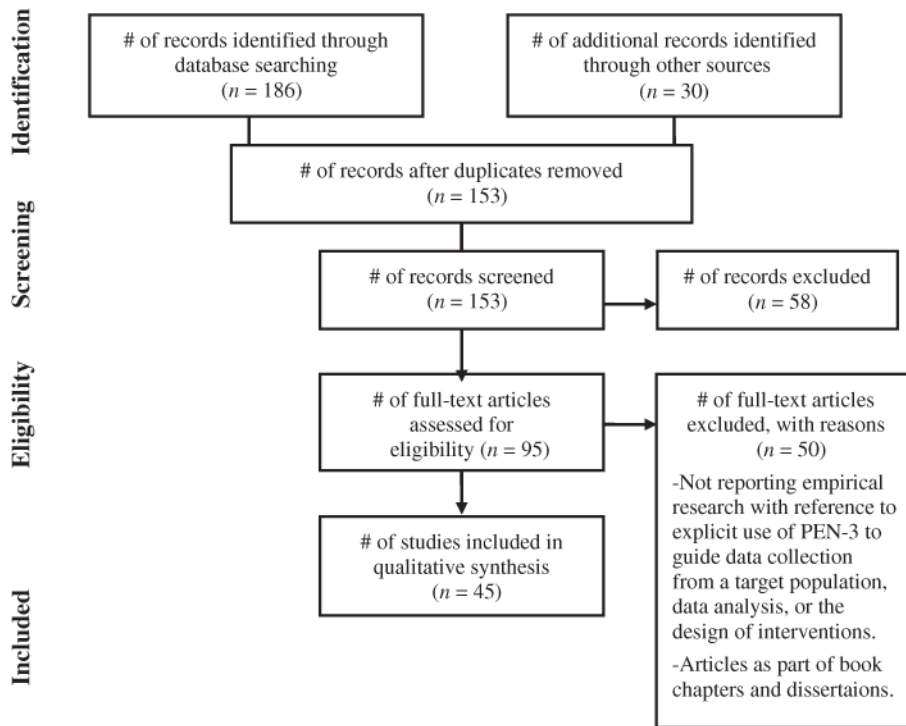 Identification
# of records identified through
database searching
(n = 186)
# of additional records identified
through other sources
(n = 30)
# of records after duplicates removed
(n = 153)
Screening
# of records screened
(n = 153)
# of records excluded
(n = 58)
Eligibility
# of full-text articles
assessed for
eligibility (n = 95)
# of full-text articles
excluded, with reasons
(n = 50)
-Not reporting empirical
research with reference to
explicit use of PEN-3 to
guide data collection
from a target population,
data analysis, or the
design of interventions.
-Articles as part of book
chapters and dissertaions.
Included
# of studies included in
qualitative synthesis
(n = 45)